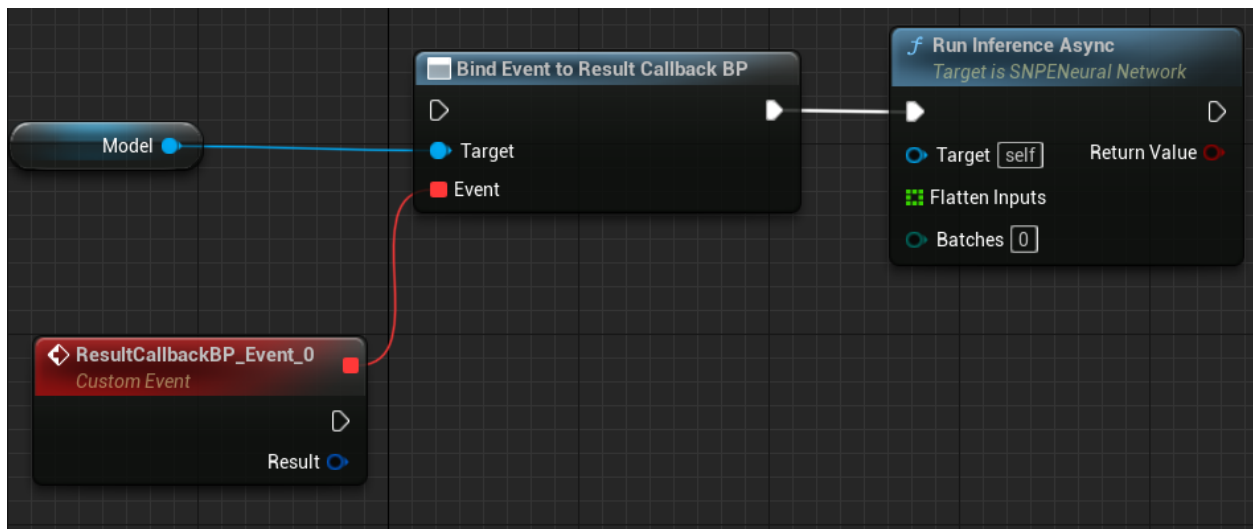 Model
Bind Event to Result Callback BP
Target
Event
f Run Inference Async
Target is SNPENeural Network
Target self
Return Value
Flatten Inputs
Batches 0
ResultCallbackBP_Event_0
Custom Event
Result